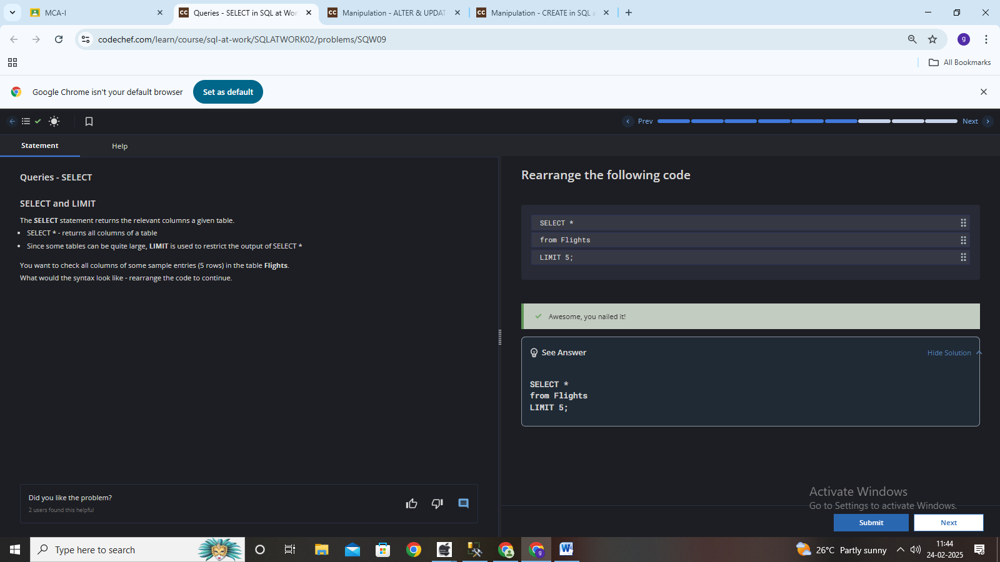 MCA-I
Queries - SELECT in SQL at Wor
Manipulation - ALTER & UPDAT
Manipulation - CREATE in SQL a
codechef.com/learn/course/sql-at-work/SQLATWORK02/problems/SQW09
g
All Bookmarks
Google Chrome isn't your default browser
Set as default
Prev
Next
Statement
Help
Queries - SELECT
SELECT and LIMIT
The SELECT statement returns the relevant columns a given table.
• SELECT * - returns all columns of a table
• Since some tables can be quite large, LIMIT is used to restrict the output of SELECT *
You want to check all columns of some sample entries (5 rows) in the table Flights.
What would the syntax look like - rearrange the code to continue.
Did you like the problem?
2 users found this helpful
Rearrange the following code
SELECT *
from Flights
LIMIT 5;
Awesome, you nailed it!
See Answer
Hide Solution
SELECT *
from Flights
LIMIT 5;
Activate Windows
Go to Settings to activate Windows.
Submit
Next
Type here to search
26°C Partly sunny
11:44
24-02-2025